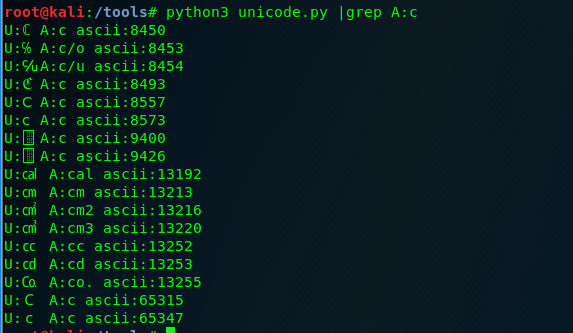 root@kali:/tools# python3 unicode.py |grep A:c
U:ℂ A:c ascii:8450
U:℅ A:c/o ascii:8453
U:℆ A:c/u ascii:8454
U:ℭ A:c ascii:8493
U:Ⅽ A:c ascii:8557
U:ⅽ A:c ascii:8573
U: A:c ascii:9400
U: A:c ascii:9426
U:㎈ A:cal ascii:13192
U:㎝ A:cm ascii:13213
U:㎠ A:cm2 ascii:13216
U:㎤ A:cm3 ascii:13220
U:㏄ A:cc ascii:13252
U:㏅ A:cd ascii:13253
U:㏇ A:co. ascii:13255
U:C A:c ascii:65315
U:c A:c ascii:65347